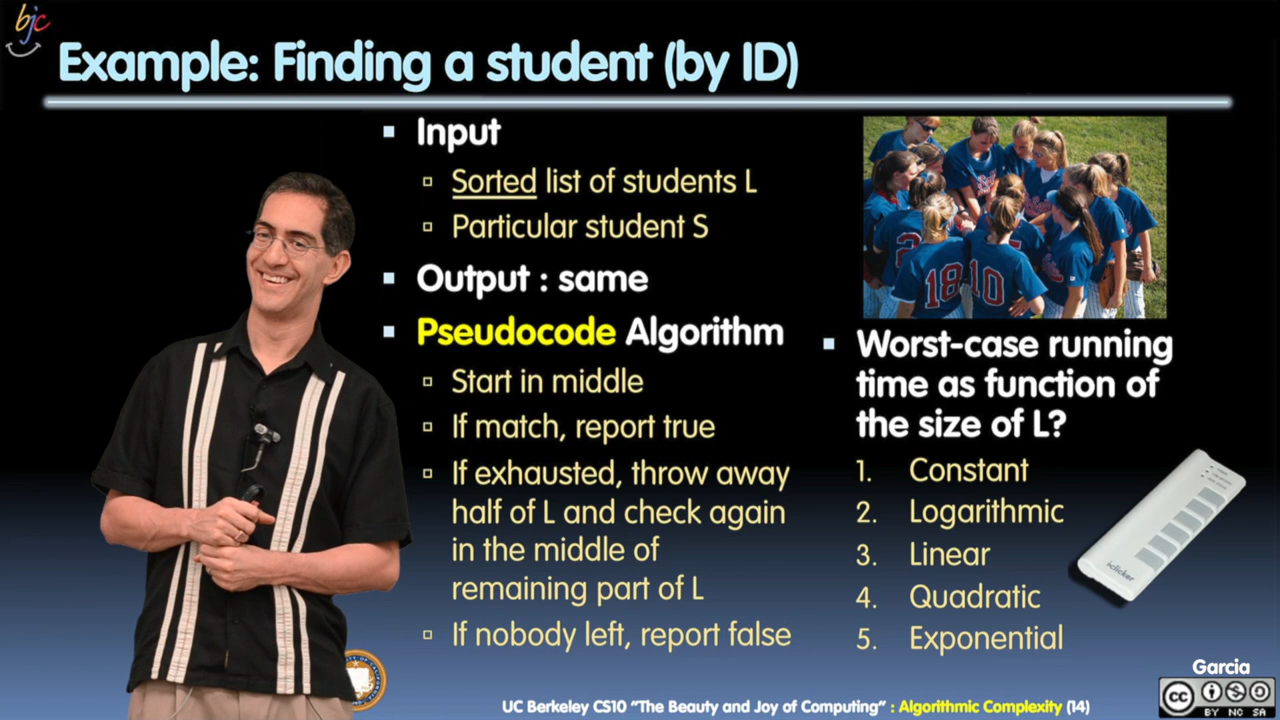 bjc
Example: Finding a student (by ID)
Input
Sorted list of students L
Particular student S
Output : same
Pseudocode Algorithm
Start in middle
If match, report true
If exhausted, throw away
half of L and check again
in the middle of
remaining part of L
If nobody left, report false
18
10
Worst-case running
time as function of
the size of L?
1. Constant
2. Logarithmic
3. Linear
4. Quadratic
5. Exponential
iclicker
Garcia
cc
BY NC SA
UC Berkeley CS10 “The Beauty and Joy of Computing” : Algorithmic Complexity (14)